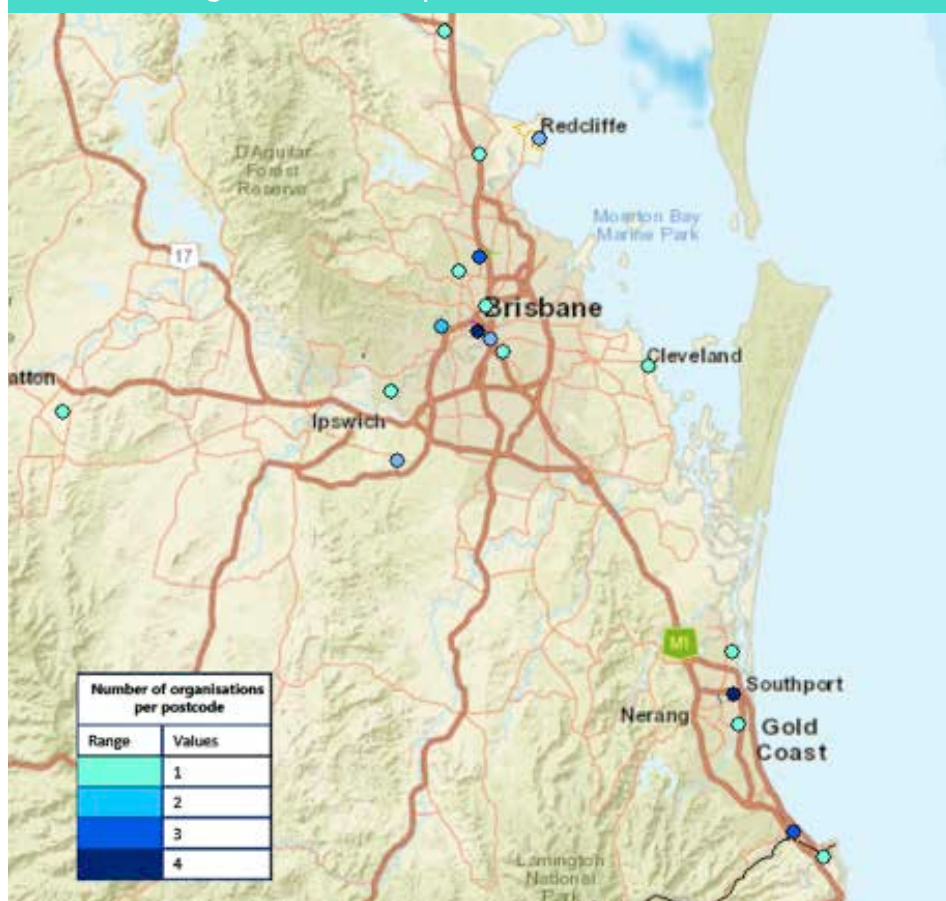 Redcliffe
D'Aguilar
Forest
Reserve
Moreton Bay
Marine Park
17
Brisbane
Cleveland
atton
Ipswich
M1
Southport
Nerang
Gold
Coast
Number of organisations
per postcode
Range Values
1
2
3
4
Lamington
National
Park